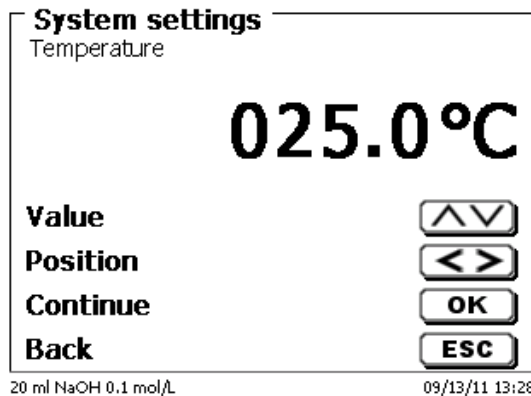 System settings
Temperature
025.0°C
Value
Position
Continue OK
Back ESC
20 ml NaOH 0.1 mol/L 09/13/11 13:28